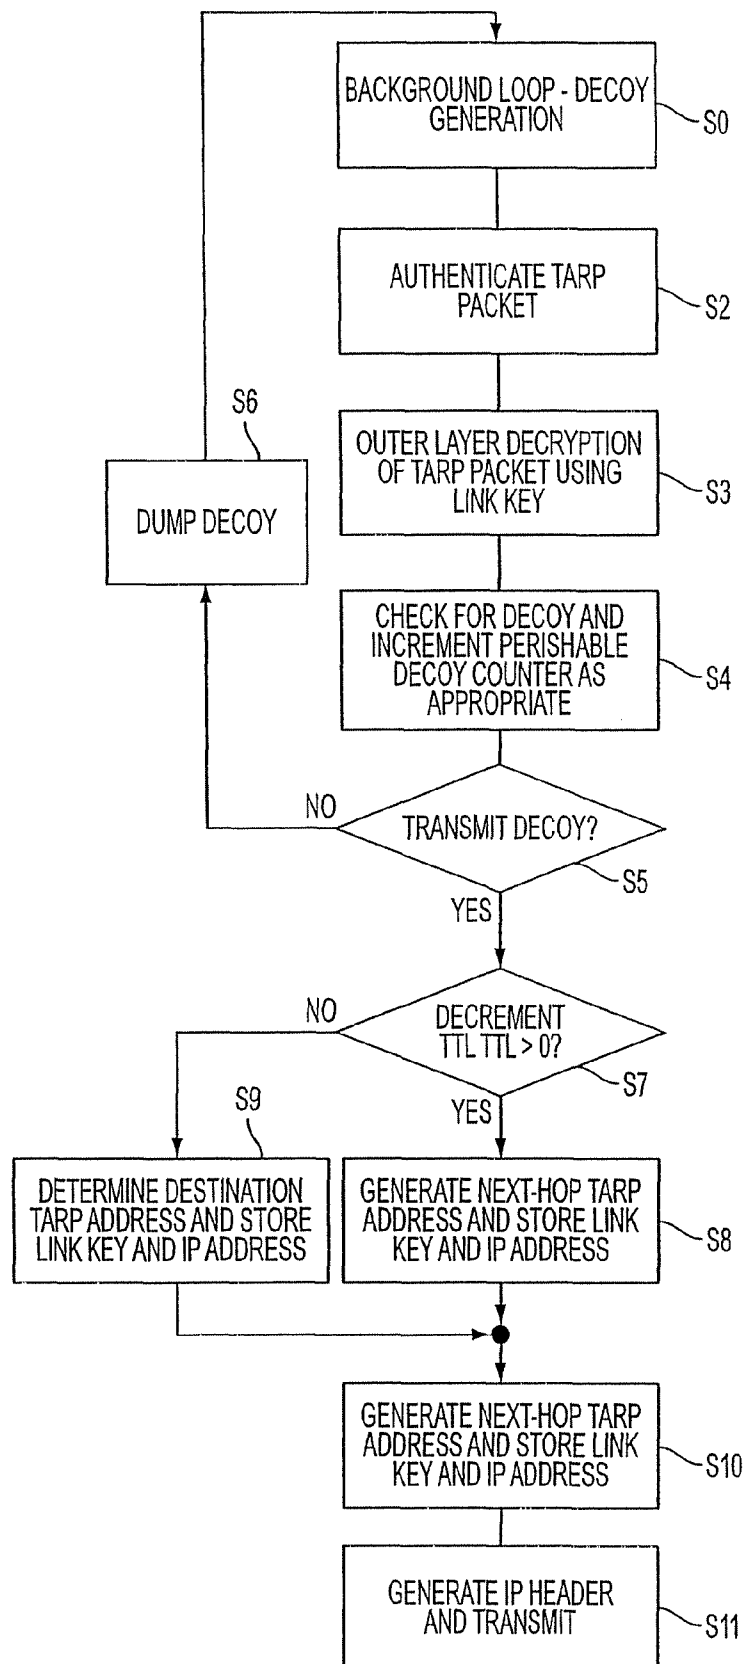 BACKGROUND LOOP - DECOY
GENERATION
S0
AUTHENTICATE TARP
PACKET
S2
OUTER LAYER DECRYPTION
OF TARP PACKET USING
LINK KEY
S3
S6
DUMP DECOY
CHECK FOR DECOY AND
INCREMENT PERISHABLE
DECOY COUNTER AS
APPROPRIATE
S4
NO
TRANSMIT DECOY?
S5
YES
NO
DECREMENT
TTL TTL > 0?
S7
YES
S9
DETERMINE DESTINATION
TARP ADDRESS AND STORE
LINK KEY AND IP ADDRESS
GENERATE NEXT-HOP TARP
ADDRESS AND STORE LINK
KEY AND IP ADDRESS
S8
GENERATE NEXT-HOP TARP
ADDRESS AND STORE LINK
KEY AND IP ADDRESS
S10
GENERATE IP HEADER
AND TRANSMIT
S11